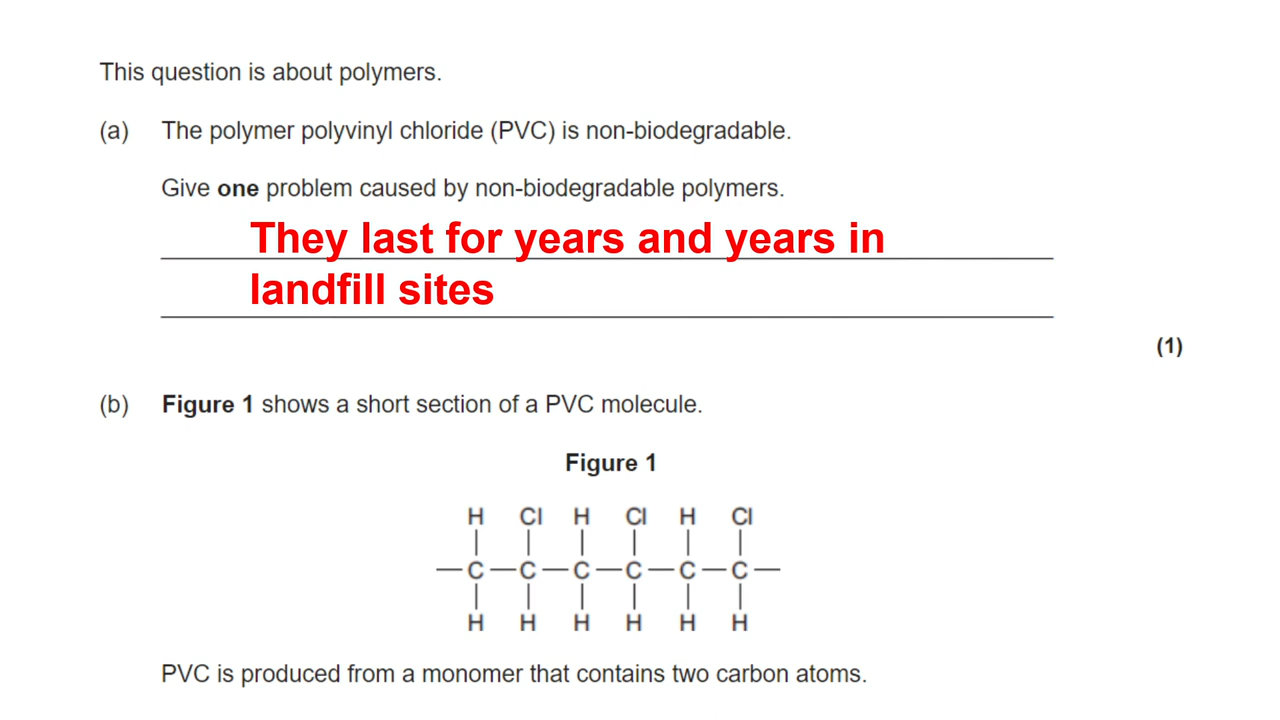 This question is about polymers.
(a) The polymer polyvinyl chloride (PVC) is non-biodegradable.
Give one problem caused by non-biodegradable polymers.
They last for years and years in
landfill sites
(1)
(b) Figure 1 shows a short section of a PVC molecule.
Figure 1
H Cl H Cl H Cl
C C C C C C
H H H H H H
PVC is produced from a monomer that contains two carbon atoms.